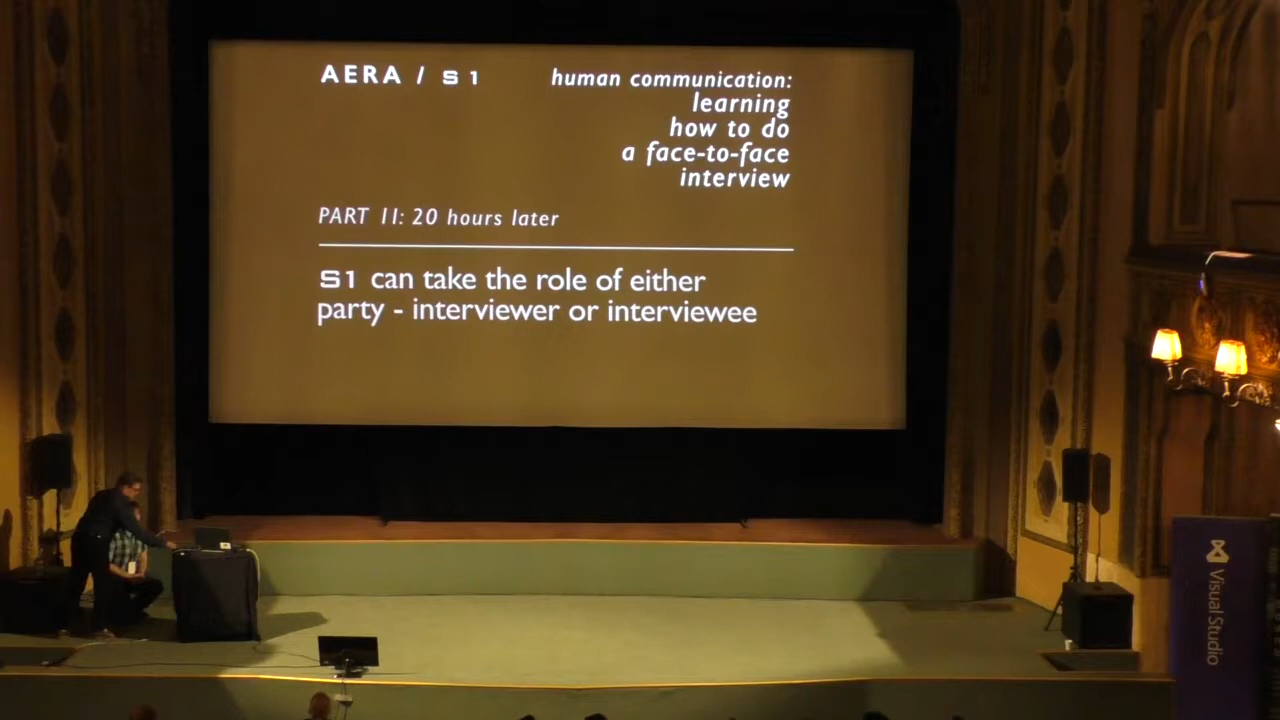 AERA / S1
human communication:
learning
how to do
a face-to-face
interview
PART II: 20 hours later
S1 can take the role of either
party - interviewer or interviewee
Visual Studio